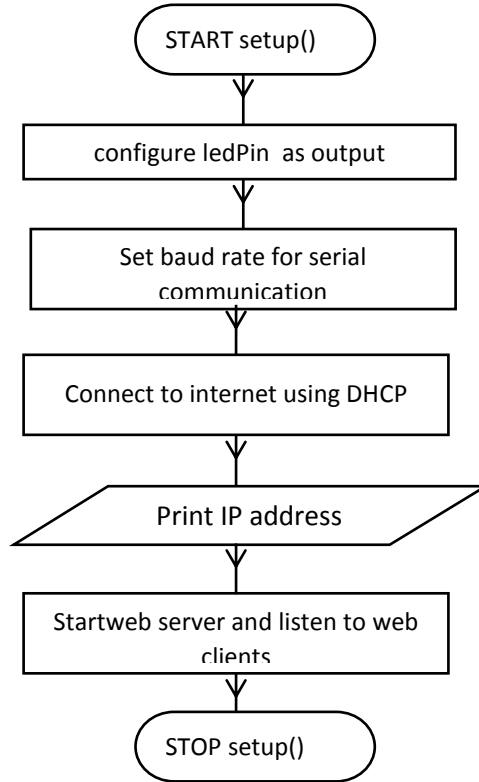 START setup()
configure ledPin as output
Set baud rate for serial
communication
Connect to internet using DHCP
Print IP address
Startweb server and listen to web
clients
STOP setup()